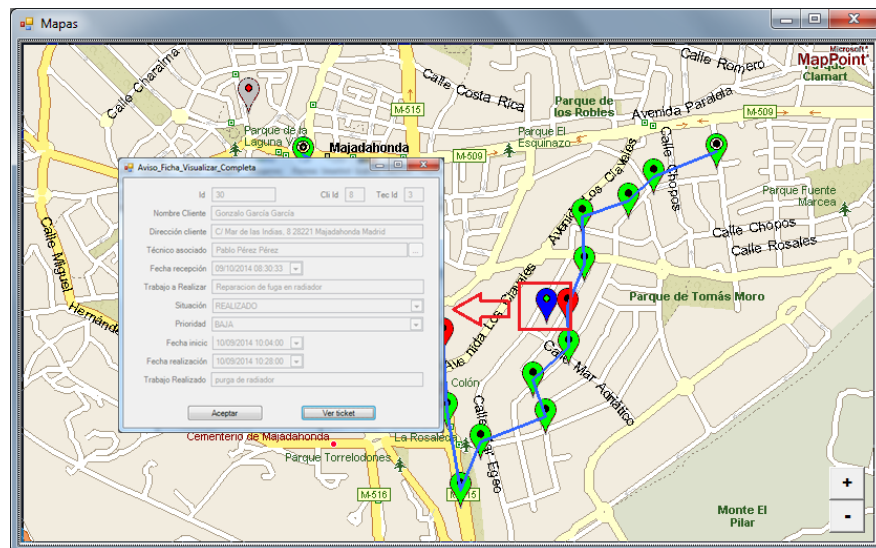 Mapas
Microsoft®
MapPoint®
Clamart
Calle Romero
Calle Charalma
Calle Costa Rica
M-515
Parque de
los Robles
Avenida Paralela
M-509
Parque de la
Laguna
Majadahonda
M-509
Parque El
Esquinazo
Calle Chopos
Avenida Los Claveles
Parque Fuente
Marcea
Calle Chopos
Calle Rosales
Calle Miguel
Hernández
Aviso_Ficha_Visualizar_Completa
Id 30 Cli Id 8 Tec Id 3
Nombre Cliente Gonzalo García García
Dirección cliente C/ Mar de las Indias, 8 28221 Majadahonda Madrid
Técnico asociado Pablo Pérez Pérez ...
Fecha recepción 09/10/2014 08:30:33
Trabajo a Realizar Reparacion de fuga en radiador
Situación REALIZADO
Prioridad BAJA
Fecha inicio 10/09/2014 10:04:00
Fecha realización 10/09/2014 10:28:00
Trabajo Realizado purga de radiador
Aceptar Ver ticket
Parque de Tomás Moro
Avenida Los Claveles
Calle Mar Adriático
Colón
Calle Mar Egeo
Cementerio de Majadahonda
La Rosaleda
Parque Torrelodones
M-516
Monte El
Pilar
+
-